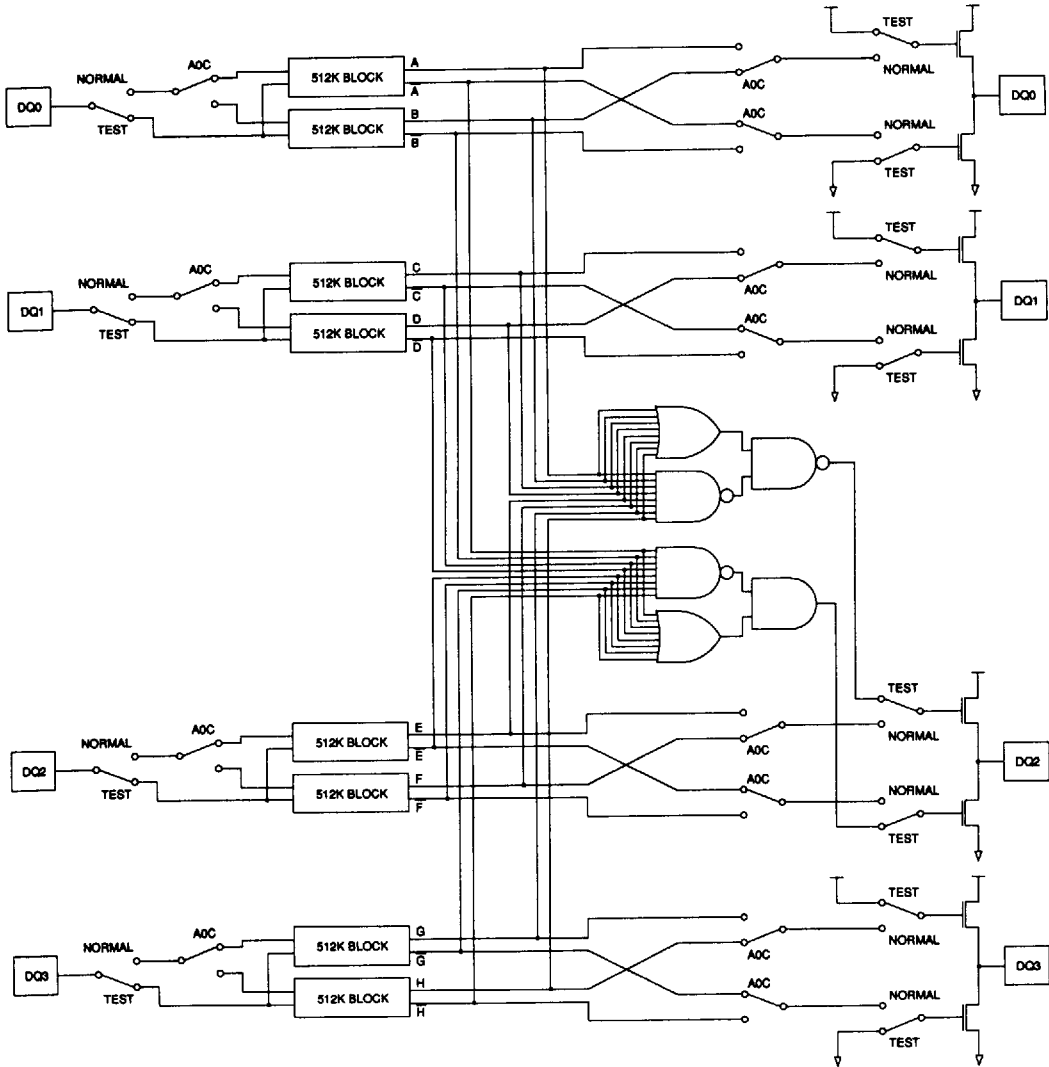 TEST
A0C
A
NORMAL
512K BLOCK
A̅
A0C
NORMAL
DQ0
DQ0
B
A0C
TEST
512K BLOCK
B̅
NORMAL
TEST
TEST
A0C
C
NORMAL
512K BLOCK
C̅
NORMAL
DQ1
A0C
DQ1
D
A0C
TEST
512K BLOCK
D̅
NORMAL
TEST
TEST
A0C
E
NORMAL
512K BLOCK
E̅
A0C
NORMAL
DQ2
DQ2
F
A0C
NORMAL
TEST
512K BLOCK
F̅
TEST
TEST
A0C
G
NORMAL
512K BLOCK
G̅
A0C
NORMAL
DQ3
DQ3
H
A0C
NORMAL
TEST
512K BLOCK
H̅
TEST